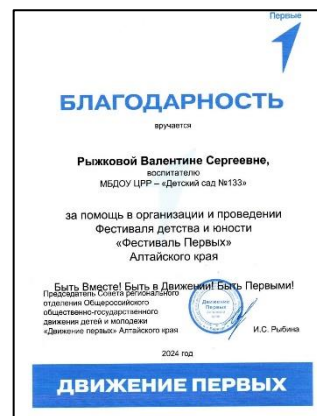 Первые
БЛАГОДАРНОСТЬ
вручается
Рыжковой Валентине Сергеевне,
воспитателю
МБДОУ ЦРР – «Детский сад №133»
за помощь в организации и проведении
Фестиваля детства и юности
«Фестиваль Первых»
Алтайского края
Быть Вместе! Быть в Движении! Быть Первыми!
Председатель Совета регионального
отделения Общероссийского
общественно-государственного
движения детей и молодежи
«Движение первых» Алтайского края
Движение
Первых
И.С. Рыбина
2024 год
ДВИЖЕНИЕ ПЕРВЫХ